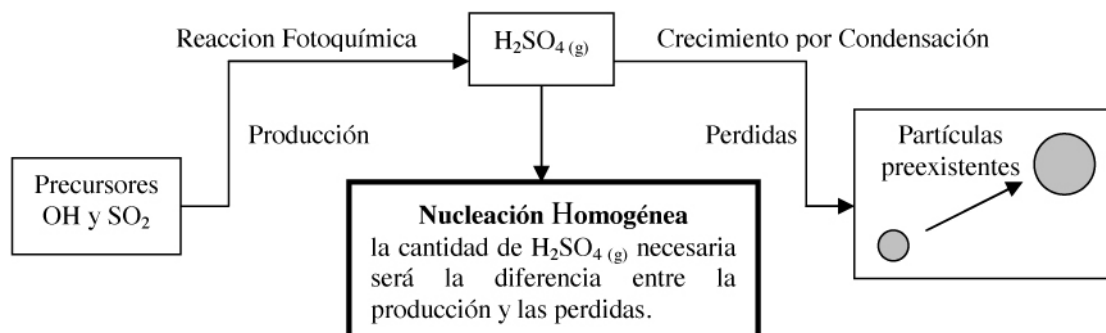 Reaccion Fotoquímica
H₂SO₄ (g)
Crecimiento por Condensación
Producción
Perdidas
Precursores
OH y SO₂
Partículas
preexistentes
Nucleación Homogénea
la cantidad de H₂SO₄ (g) necesaria
será la diferencia entre la
producción y las perdidas.